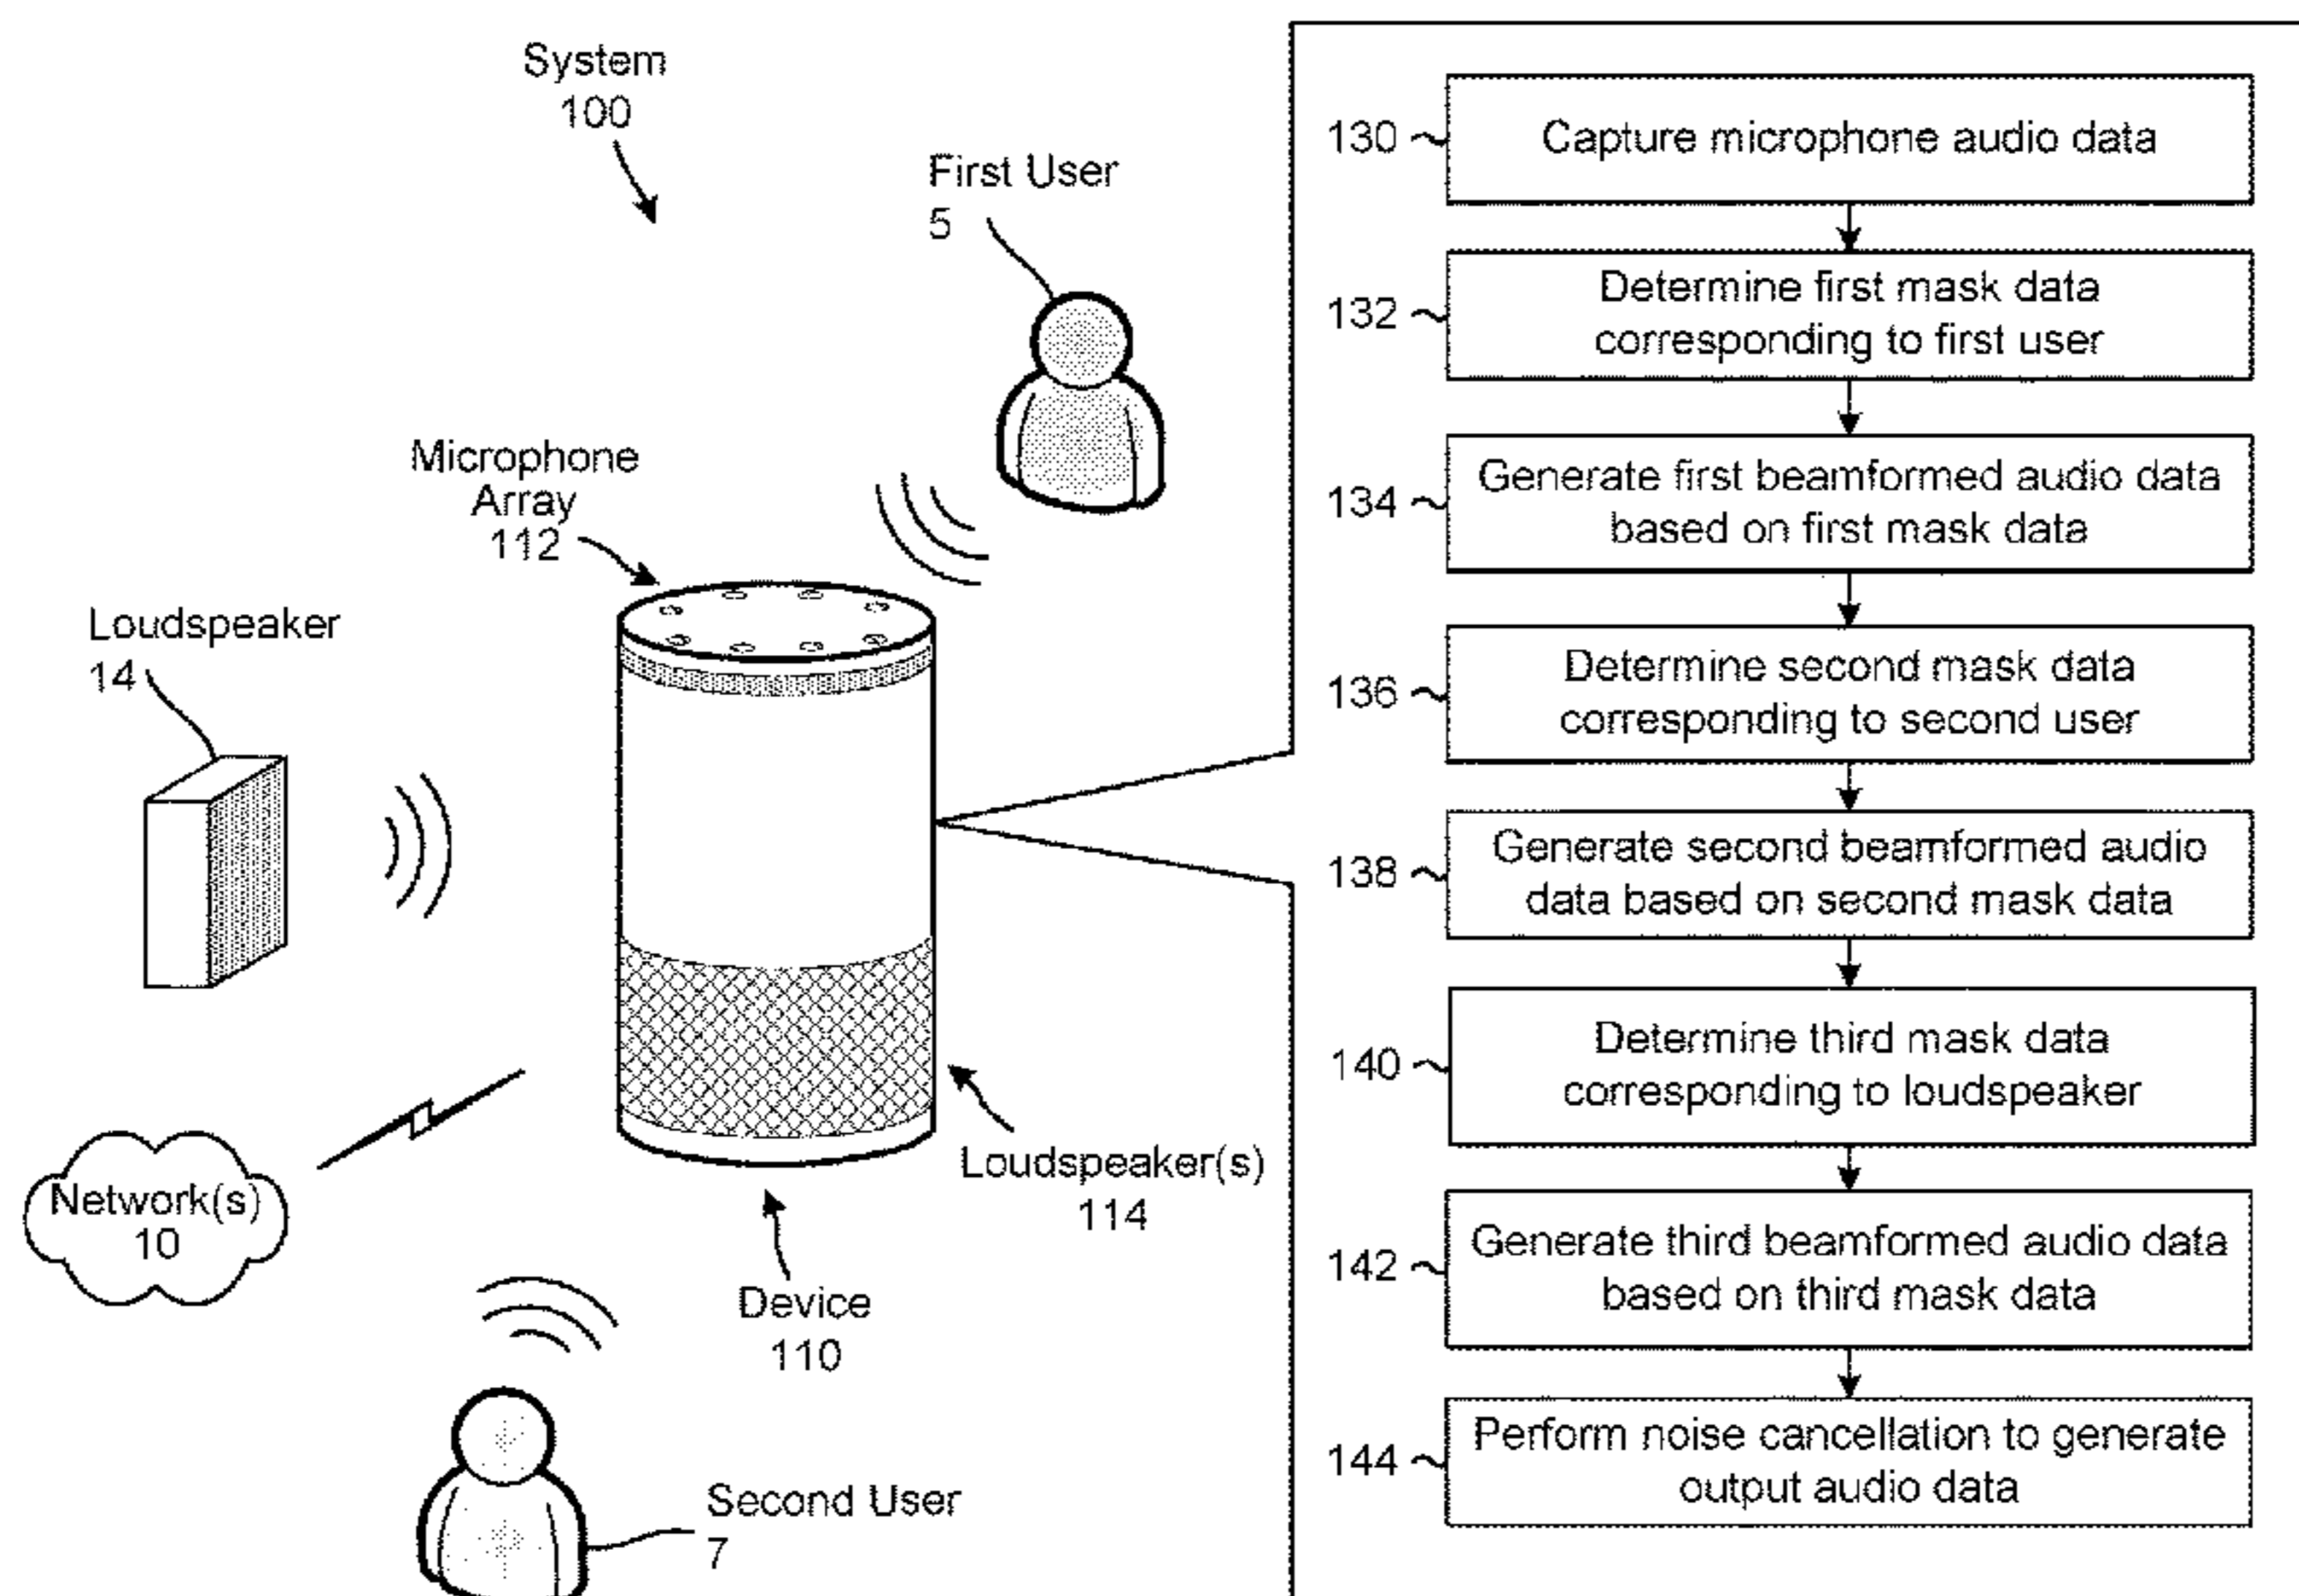 System
100
First User
5
Microphone
Array
112
Loudspeaker
14
Network(s)
10
Loudspeaker(s)
114
Device
110
Second User
7
130
Capture microphone audio data
132
Determine first mask data
corresponding to first user
134
Generate first beamformed audio data
based on first mask data
136
Determine second mask data
corresponding to second user
138
Generate second beamformed audio
data based on second mask data
140
Determine third mask data
corresponding to loudspeaker
142
Generate third beamformed audio data
based on third mask data
144
Perform noise cancellation to generate
output audio data